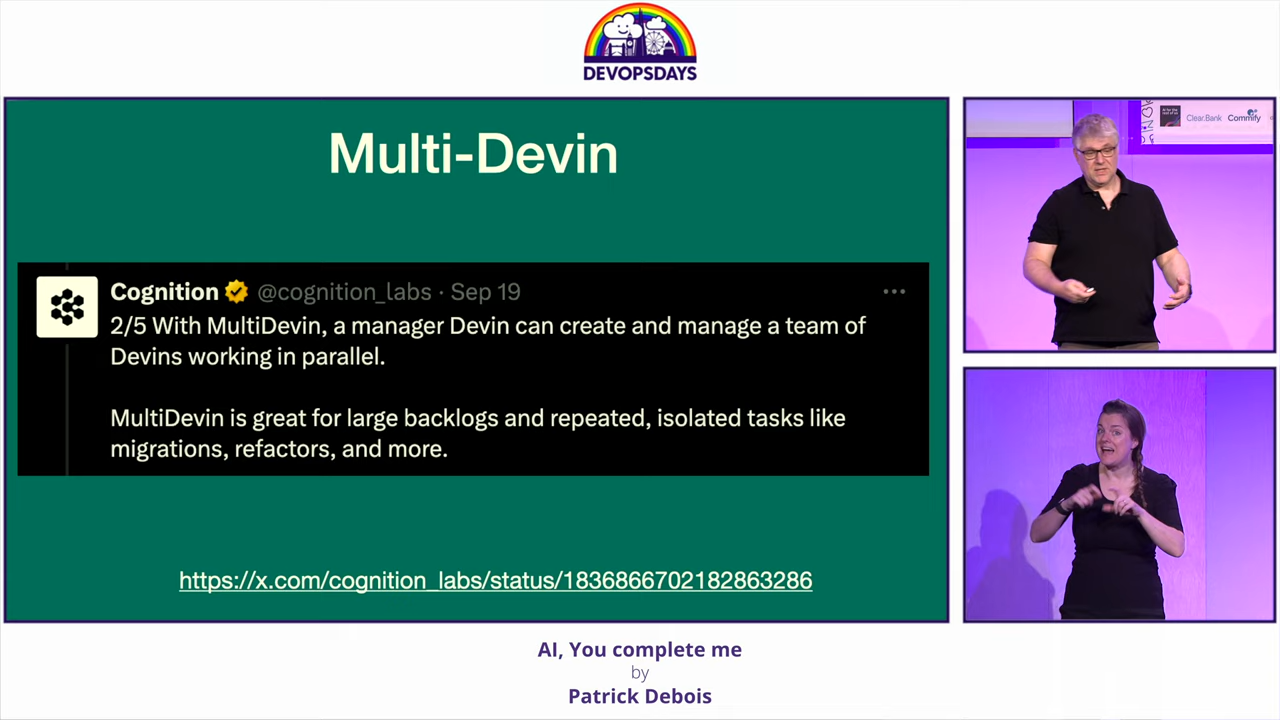 DEVOPSDAYS
Multi-Devin
Cognition @cognition_labs · Sep 19
2/5 With MultiDevin, a manager Devin can create and manage a team of
Devins working in parallel.
MultiDevin is great for large backlogs and repeated, isolated tasks like
migrations, refactors, and more.
https://x.com/cognition_labs/status/1836866702182863286
Clear.Bank
Commify
AI, You complete me
by
Patrick Debois